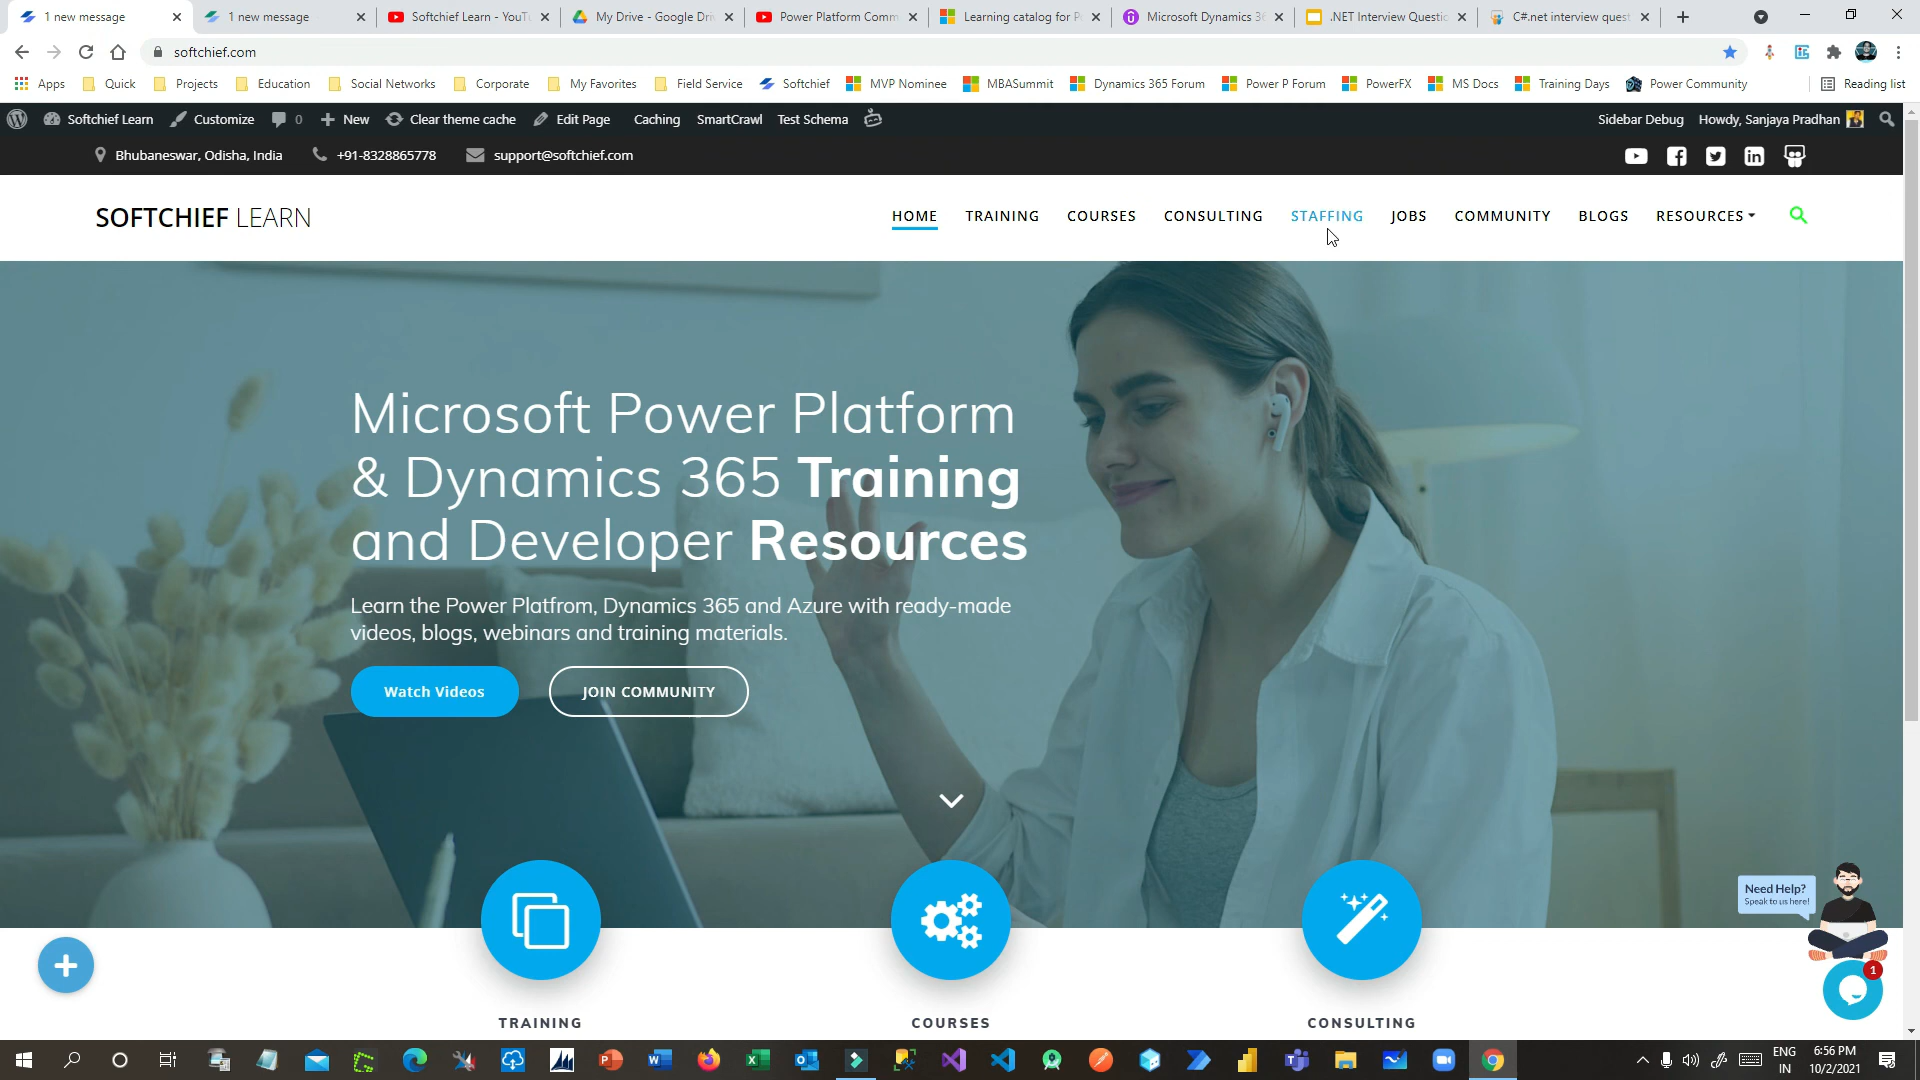 1 new message
1 new message
Softchief Learn - YouTu
My Drive - Google Dri
Power Platform Comm
Learning catalog for P
Microsoft Dynamics 36
.NET Interview Questio
C#.net interview quest
softchief.com
Apps
Quick
Projects
Education
Social Networks
Corporate
My Favorites
Field Service
Softchief
MVP Nominee
MBASummit
Dynamics 365 Forum
Power P Forum
PowerFX
MS Docs
Training Days
Power Community
Reading list
Softchief Learn
Customize
0
New
Clear theme cache
Edit Page
Caching
SmartCrawl
Test Schema
Sidebar Debug
Howdy, Sanjaya Pradhan
Bhubaneswar, Odisha, India
+91-8328865778
support@softchief.com
SOFTCHIEF LEARN
HOME
TRAINING
COURSES
CONSULTING
STAFFING
JOBS
COMMUNITY
BLOGS
RESOURCES
Microsoft Power Platform
& Dynamics 365 Training
and Developer Resources
Learn the Power Platfrom, Dynamics 365 and Azure with ready-made
videos, blogs, webinars and training materials.
Watch Videos
JOIN COMMUNITY
Need Help?
Speak to us here!
1
TRAINING
COURSES
CONSULTING
ENG
IN
6:56 PM
10/2/2021